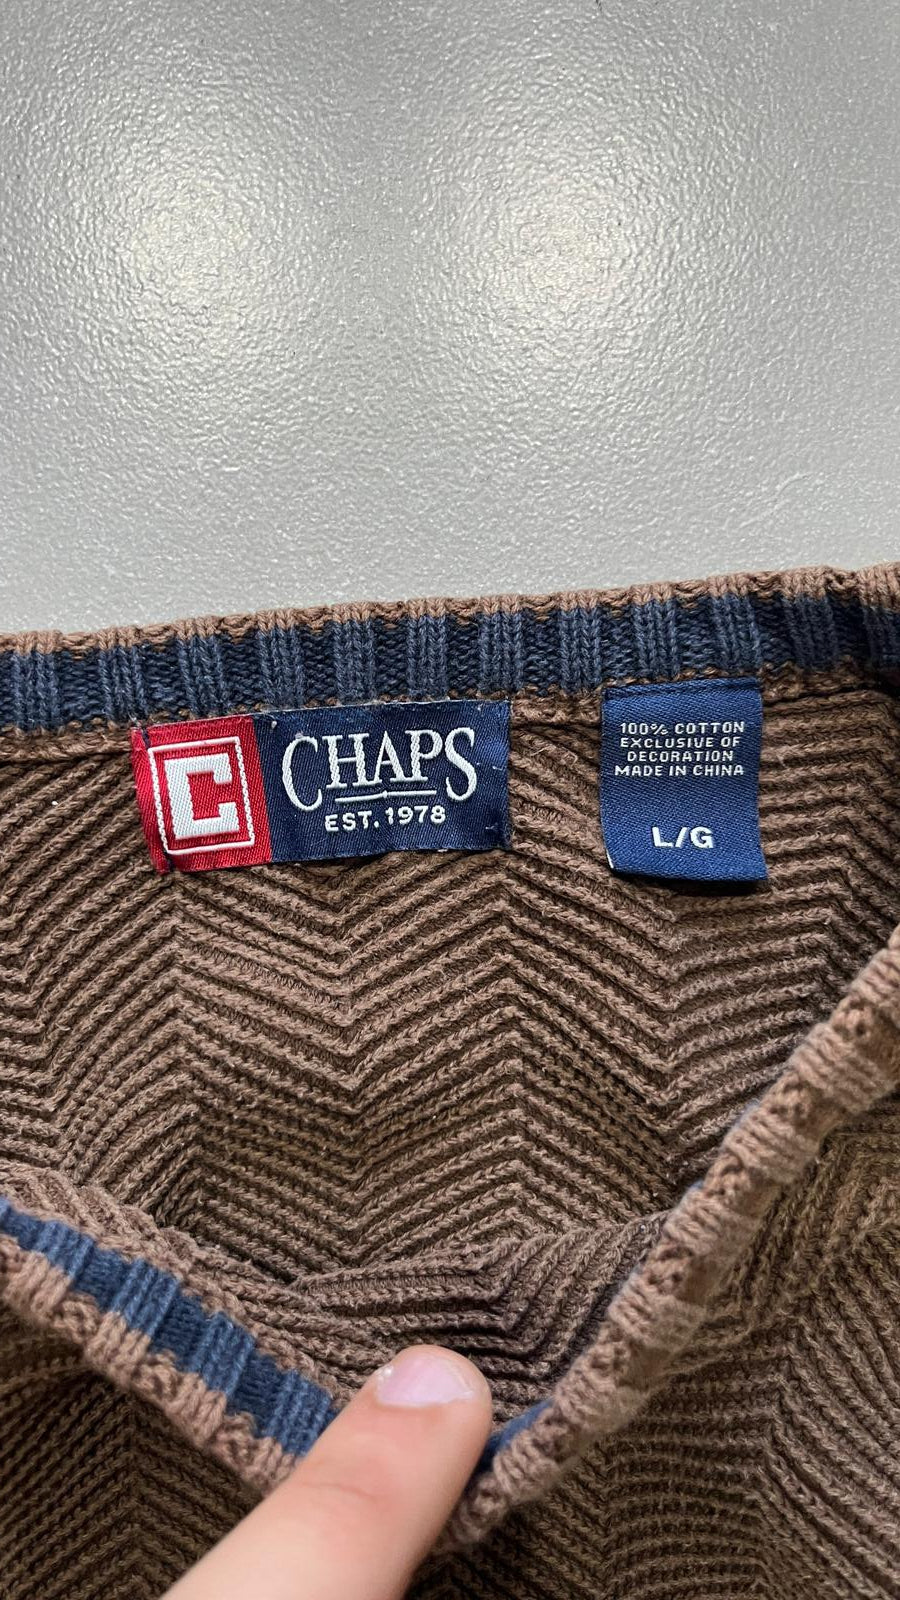 C
CHAPS
EST. 1978
100% COTTON
EXCLUSIVE OF
DECORATION
MADE IN CHINA
L/G